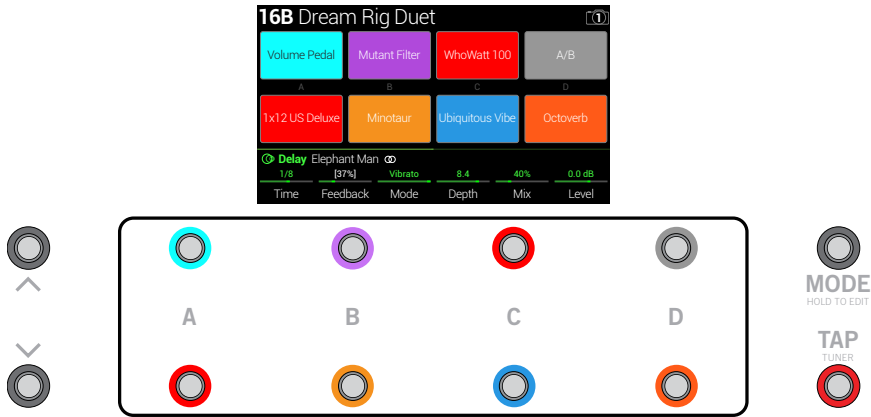 16B Dream Rig Duet 1
Volume Pedal Mutant Filter WhoWatt 100 A/B
A B C D
1x12 US Deluxe Minotaur Ubiquitous Vibe Octoverb
Delay Elephant Man
1/8 [37%] Vibrato 8.4 40% 0.0 dB
Time Feedback Mode Depth Mix Level
MODE
HOLD TO EDIT
A B C D
TAP
TUNER